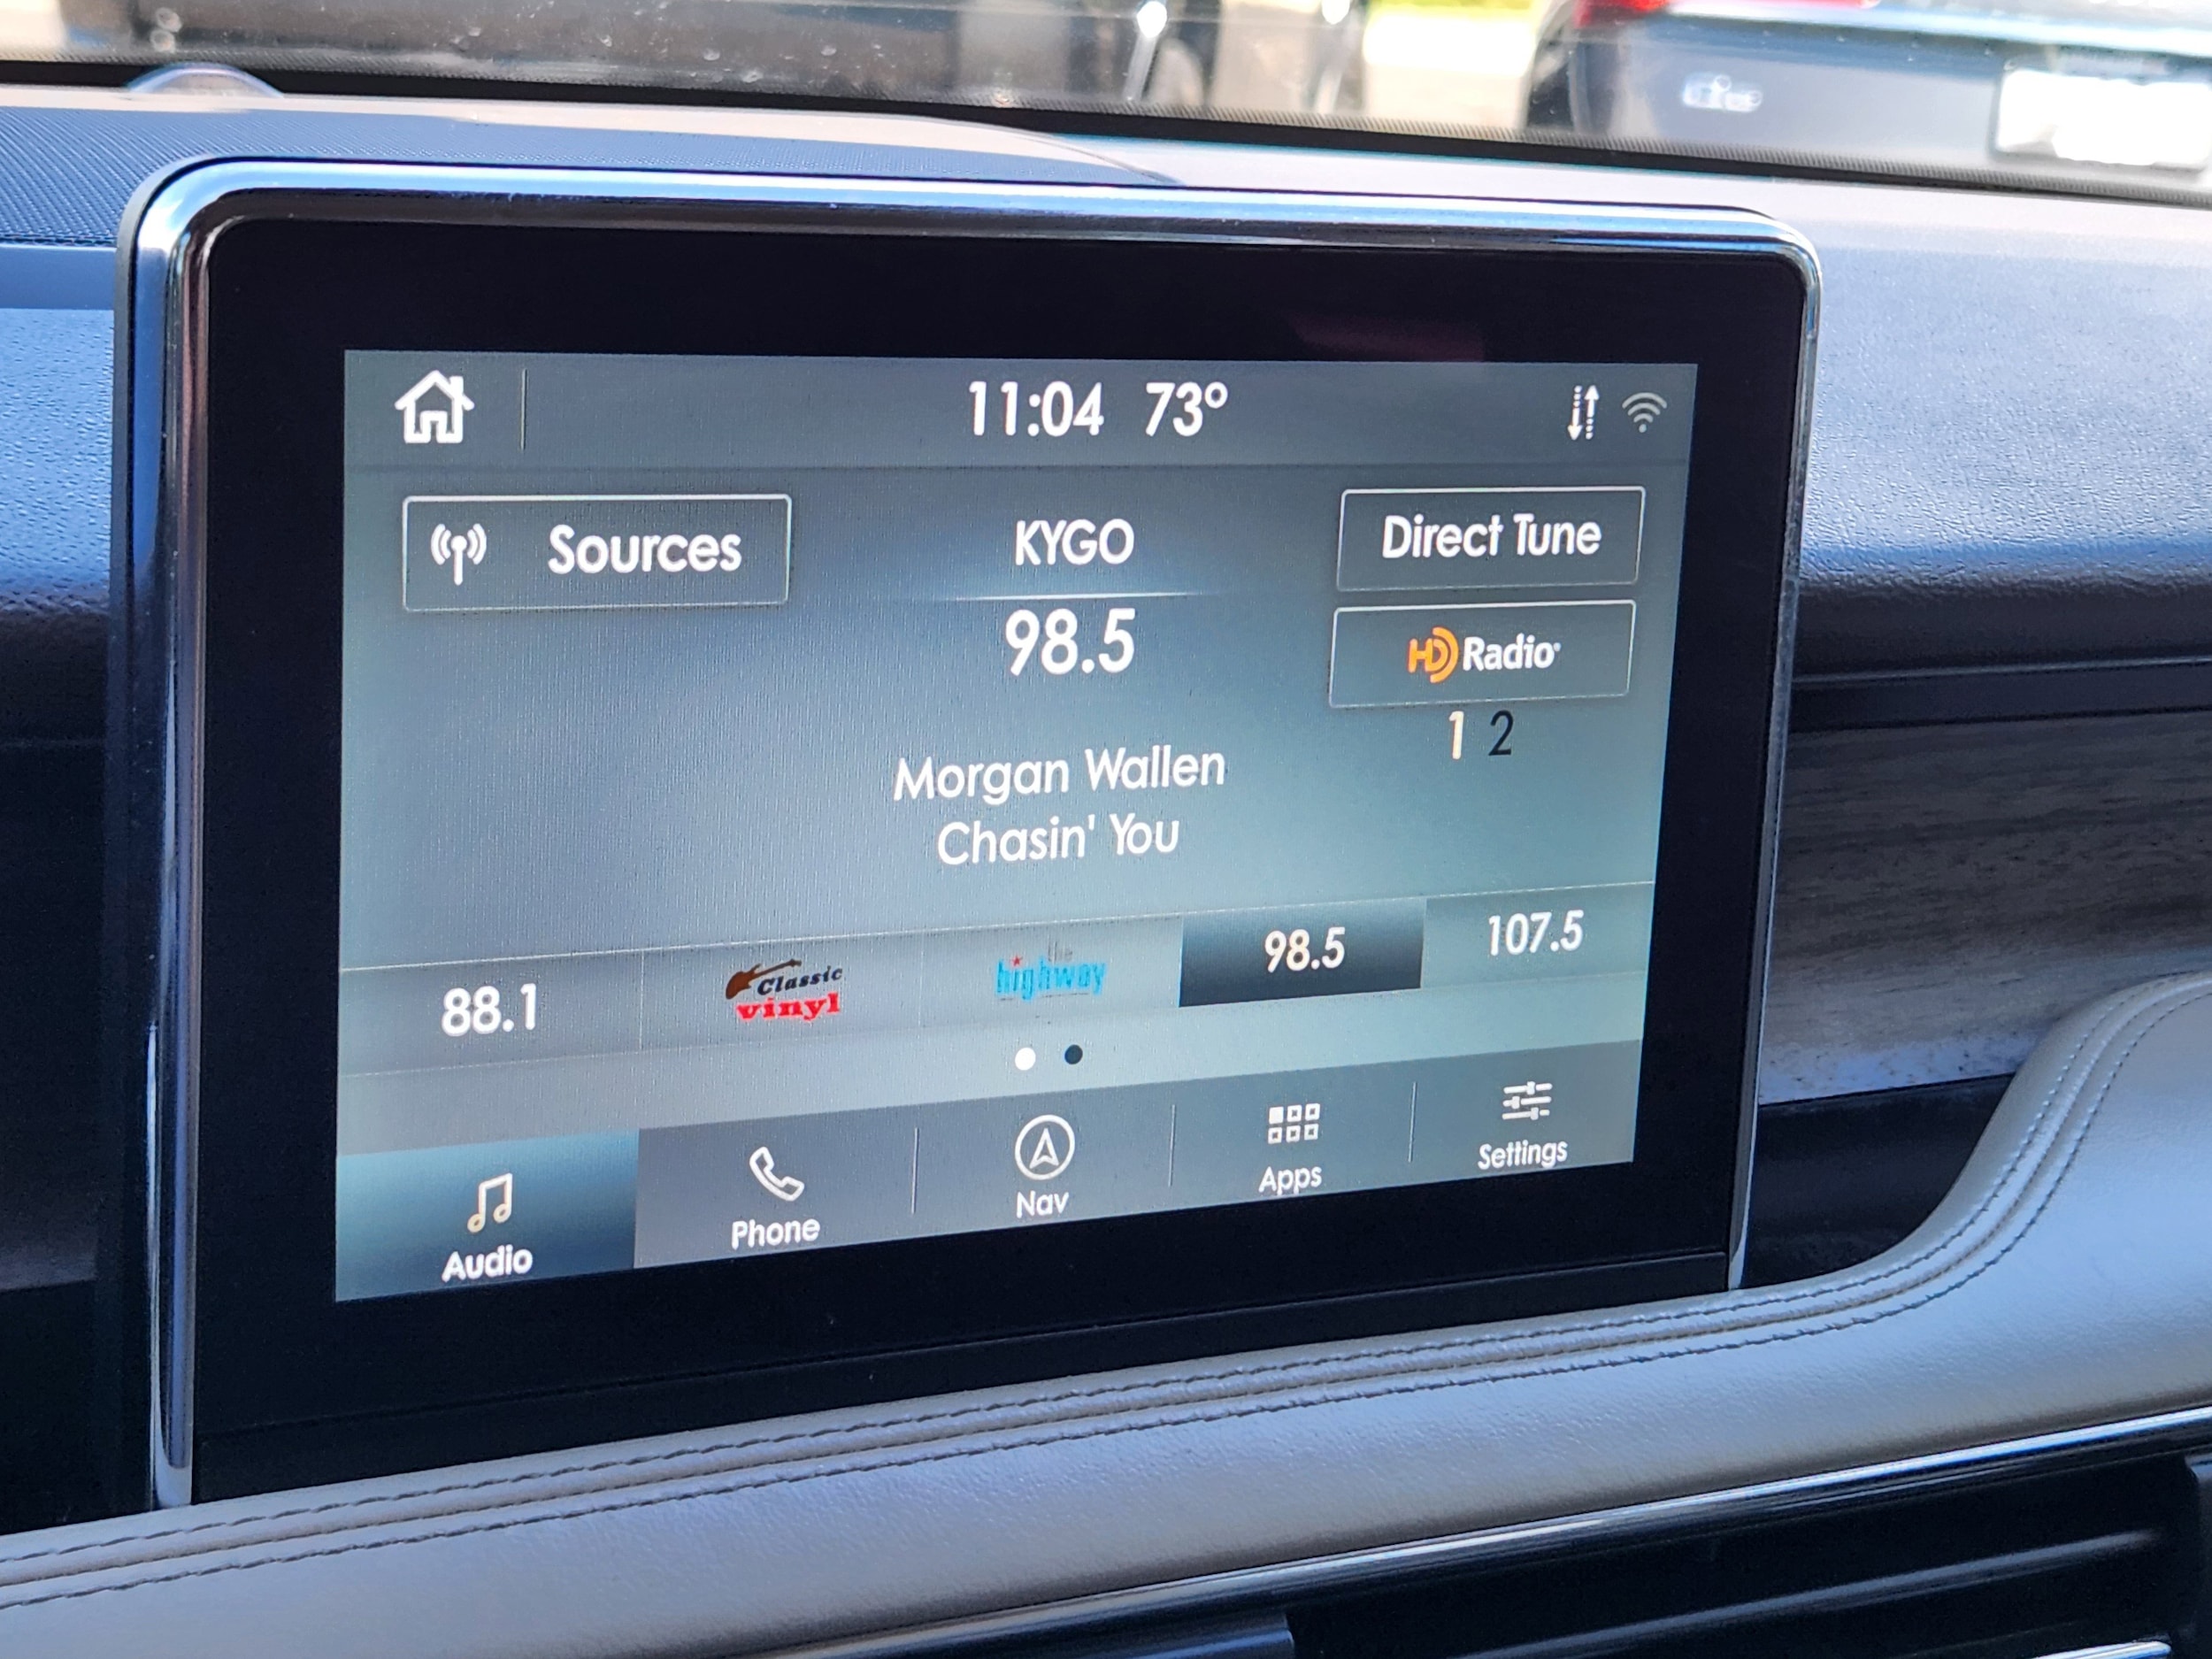 11:04 73°
Sources
KYGO
Direct Tune
98.5
HD Radio
1 2
Morgan Wallen
Chasin' You
88.1
Classic
vinyl
the
highway
98.5
107.5
Audio
Phone
Nav
Apps
Settings